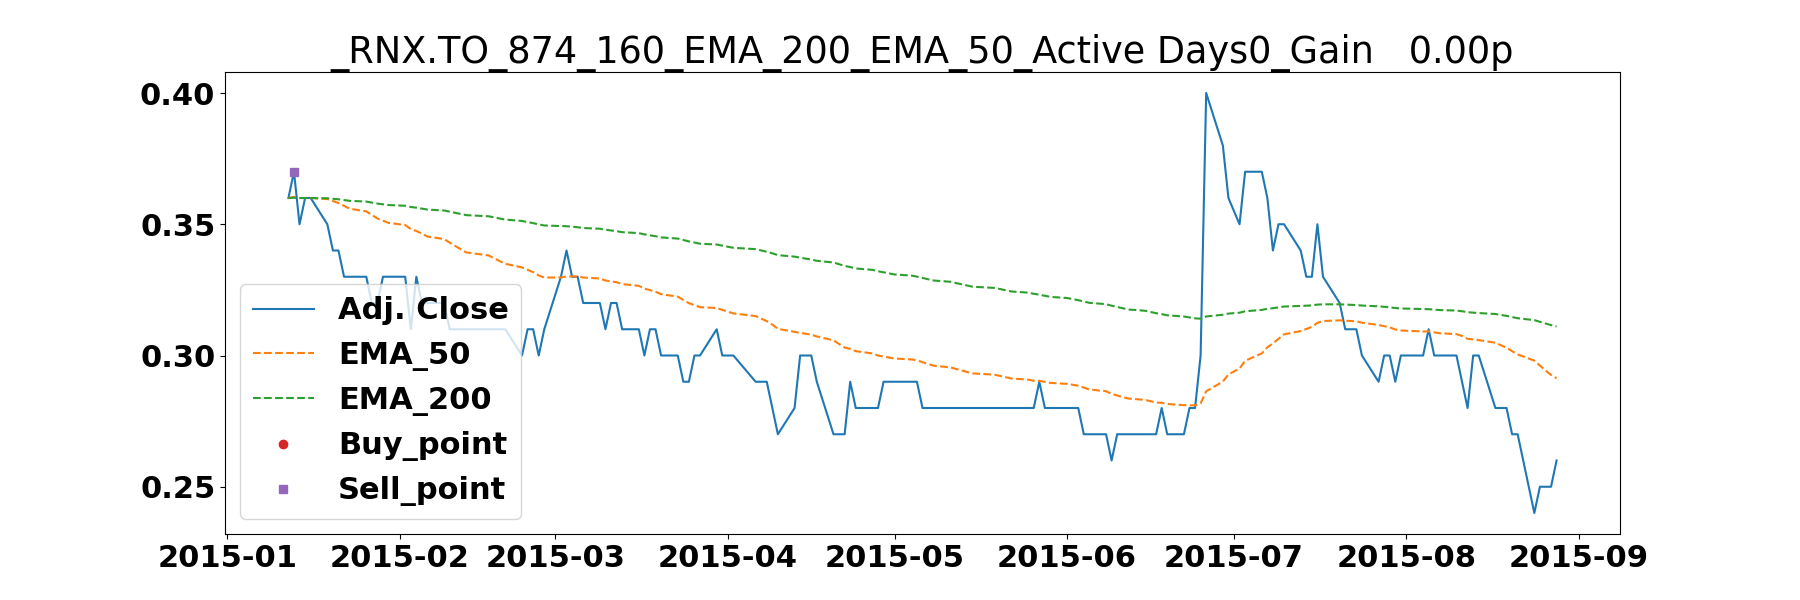 _RNX.TO_874_160_EMA_200_EMA_50_Active Days0_Gain   0.00p
0.40
0.35
0.30
0.25
Adj. Close
EMA_50
EMA_200
Buy_point
Sell_point
2015-01 2015-02 2015-03 2015-04 2015-05 2015-06 2015-07 2015-08 2015-09